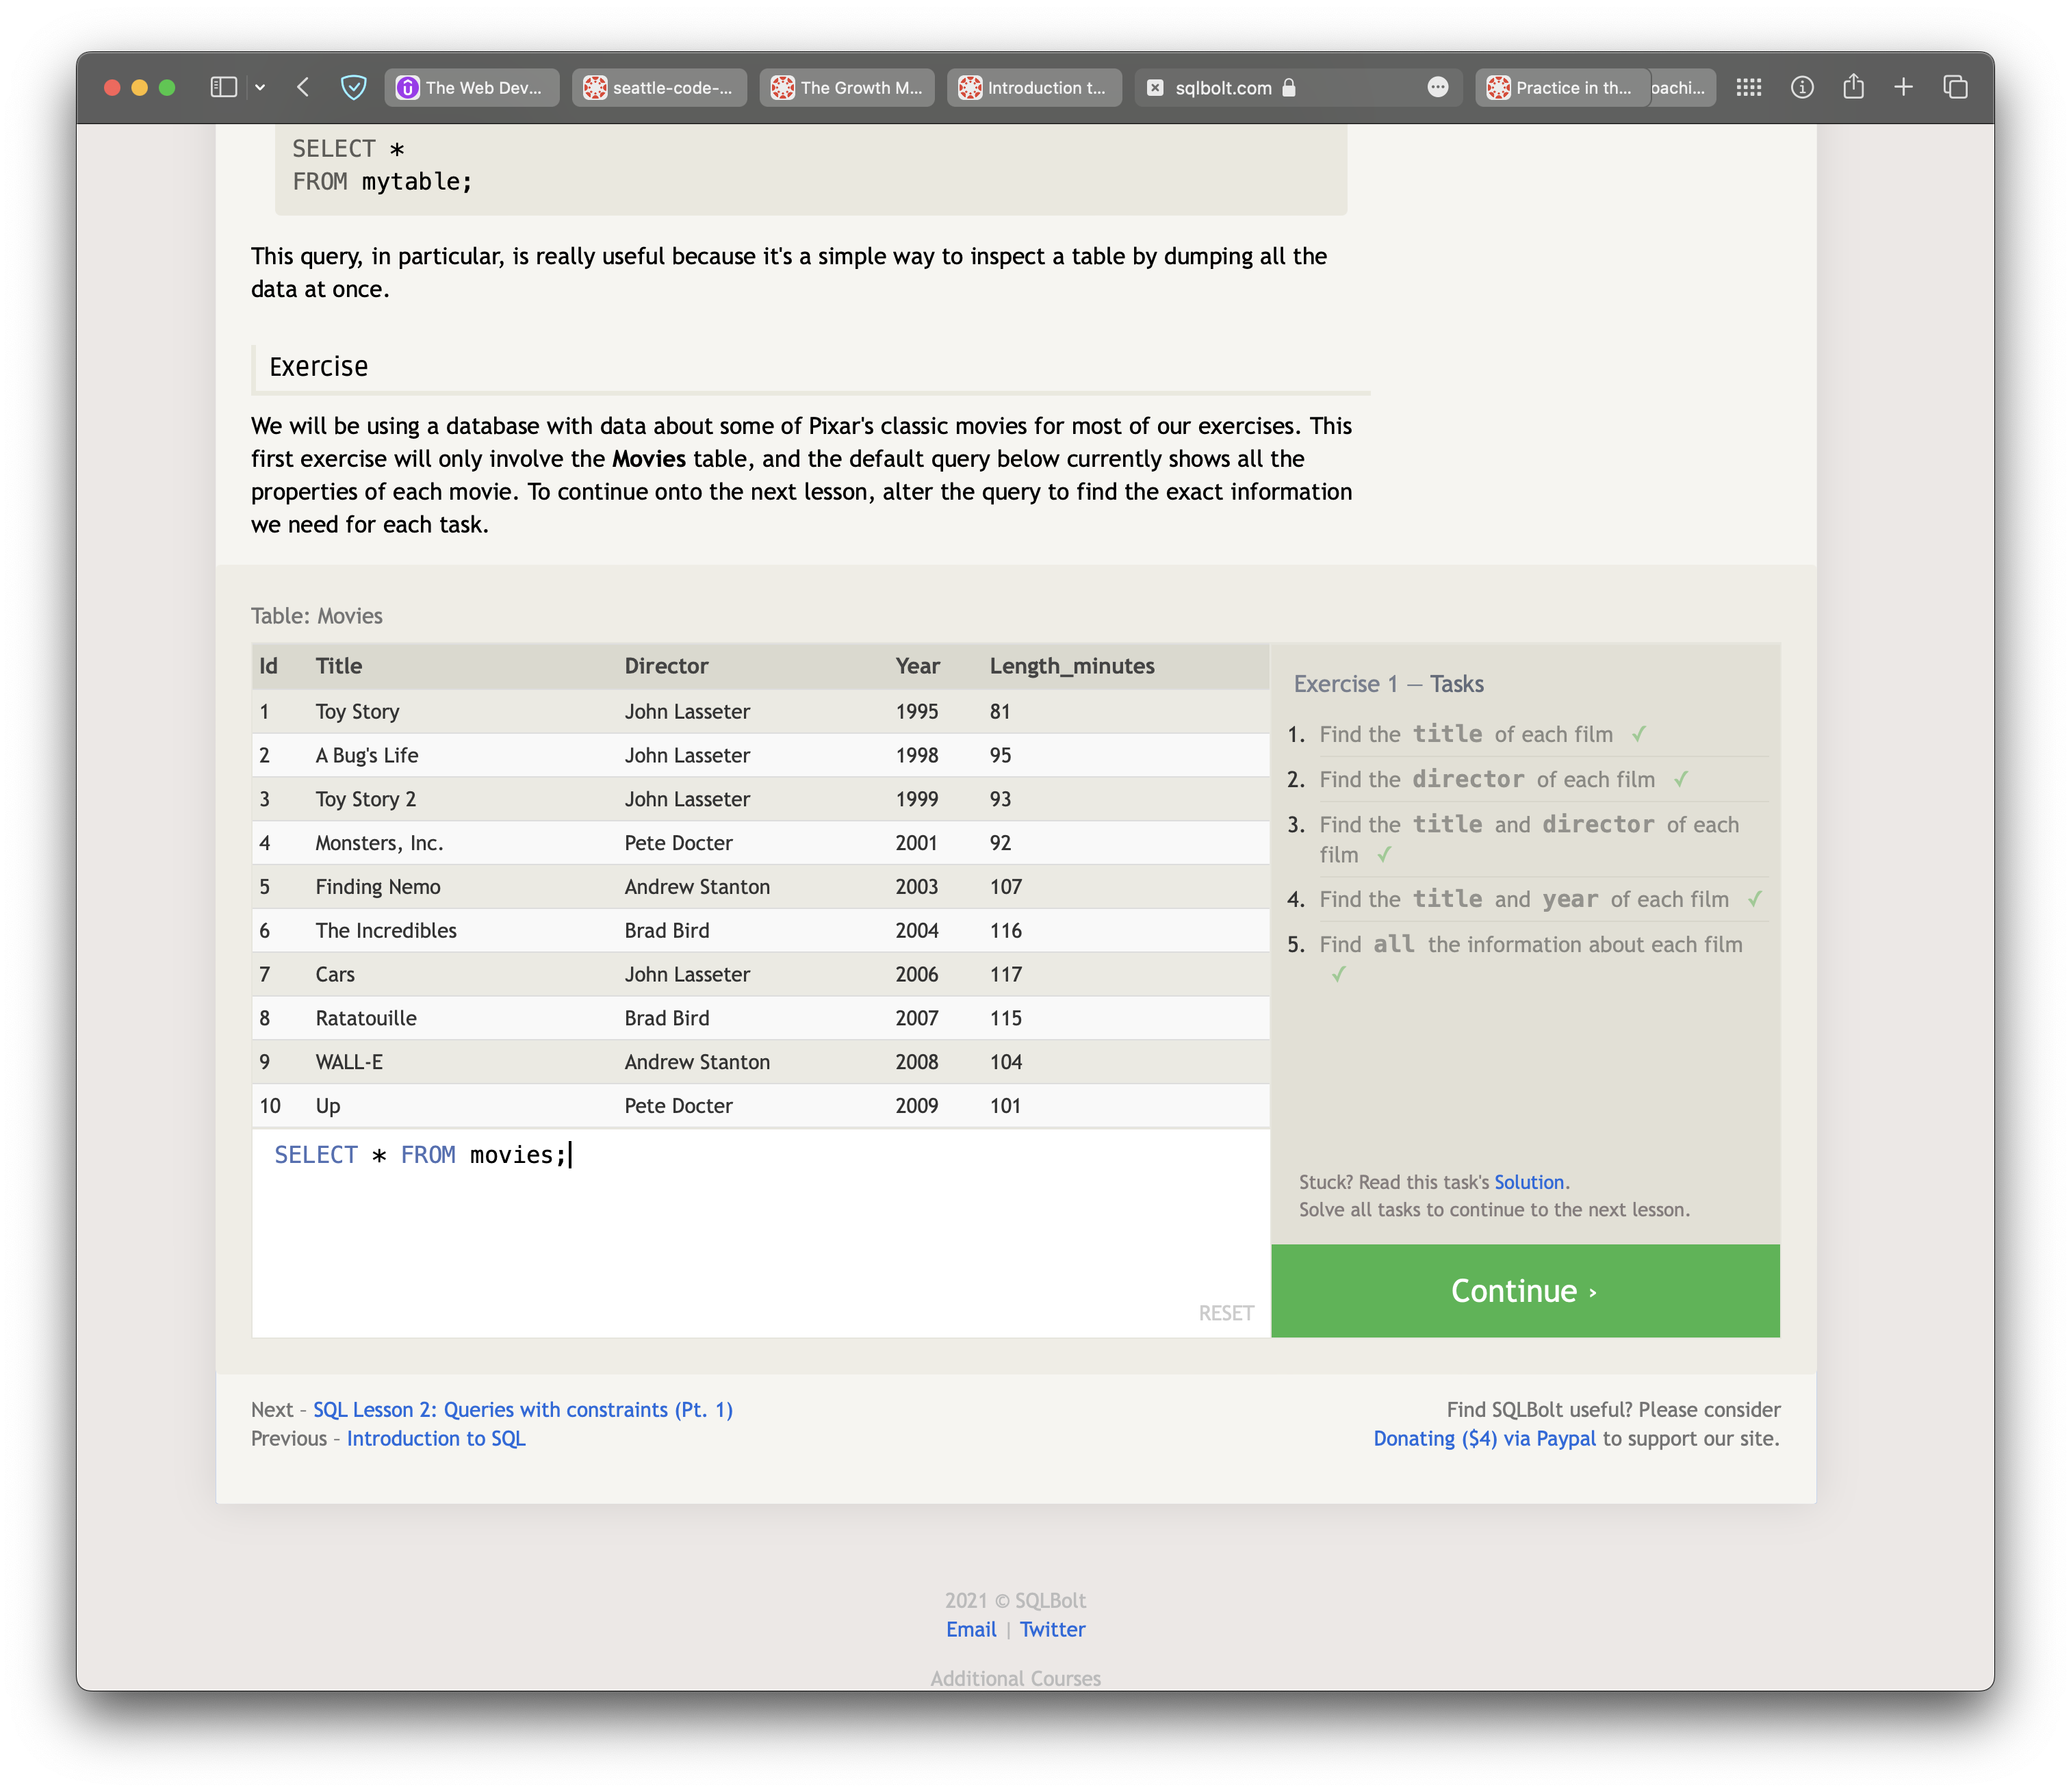 The Web Dev...
seattle-code-...
The Growth M...
Introduction t...
sqlbolt.com
Practice in th...
oachi...
SELECT *
FROM mytable;
This query, in particular, is really useful because it's a simple way to inspect a table by dumping all the
data at once.
Exercise
We will be using a database with data about some of Pixar's classic movies for most of our exercises. This
first exercise will only involve the Movies table, and the default query below currently shows all the
properties of each movie. To continue onto the next lesson, alter the query to find the exact information
we need for each task.
Table: Movies
Id Title Director Year Length_minutes
1 Toy Story John Lasseter 1995 81
2 A Bug's Life John Lasseter 1998 95
3 Toy Story 2 John Lasseter 1999 93
4 Monsters, Inc. Pete Docter 2001 92
5 Finding Nemo Andrew Stanton 2003 107
6 The Incredibles Brad Bird 2004 116
7 Cars John Lasseter 2006 117
8 Ratatouille Brad Bird 2007 115
9 WALL-E Andrew Stanton 2008 104
10 Up Pete Docter 2009 101
SELECT * FROM movies;
RESET
Exercise 1 — Tasks
1. Find the title of each film ✓
2. Find the director of each film ✓
3. Find the title and director of each
film ✓
4. Find the title and year of each film ✓
5. Find all the information about each film
✓
Stuck? Read this task's Solution.
Solve all tasks to continue to the next lesson.
Continue ›
Next – SQL Lesson 2: Queries with constraints (Pt. 1)
Previous – Introduction to SQL
Find SQLBolt useful? Please consider
Donating ($4) via Paypal to support our site.
2021 © SQLBolt
Email | Twitter
Additional Courses